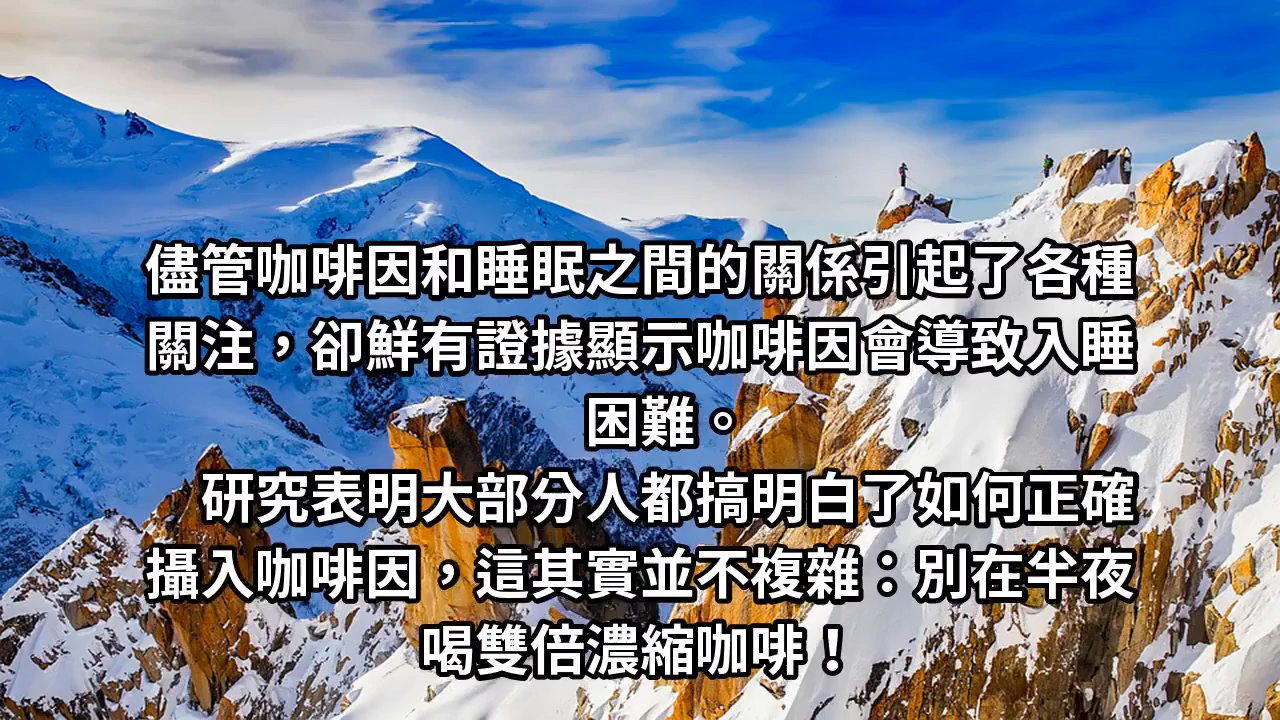 儘管咖啡因和睡眠之間的關係引起了各種
關注，卻鮮有證據顯示咖啡因會導致入睡
困難。
研究表明大部分人都搞明白了如何正確
攝入咖啡因，這其實並不複雜：別在半夜
喝雙倍濃縮咖啡！